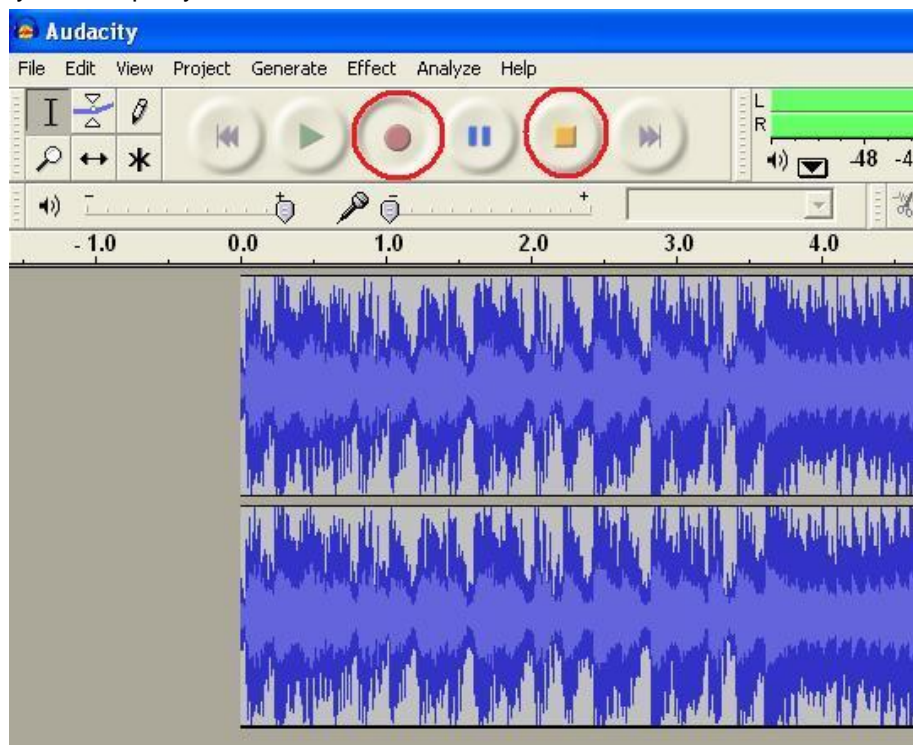 Audacity
File Edit View Project Generate Effect Analyze Help
L
R
-48 -4
- + - +
- 1.0 0.0 1.0 2.0 3.0 4.0